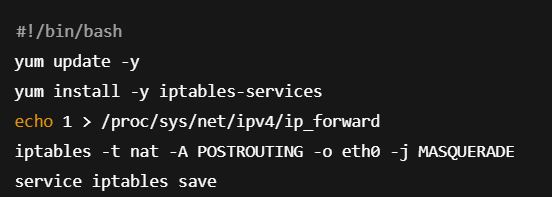 #!/bin/bash
yum update -y
yum install -y iptables-services
echo 1 > /proc/sys/net/ipv4/ip_forward
iptables -t nat -A POSTROUTING -o eth0 -j MASQUERADE
service iptables save